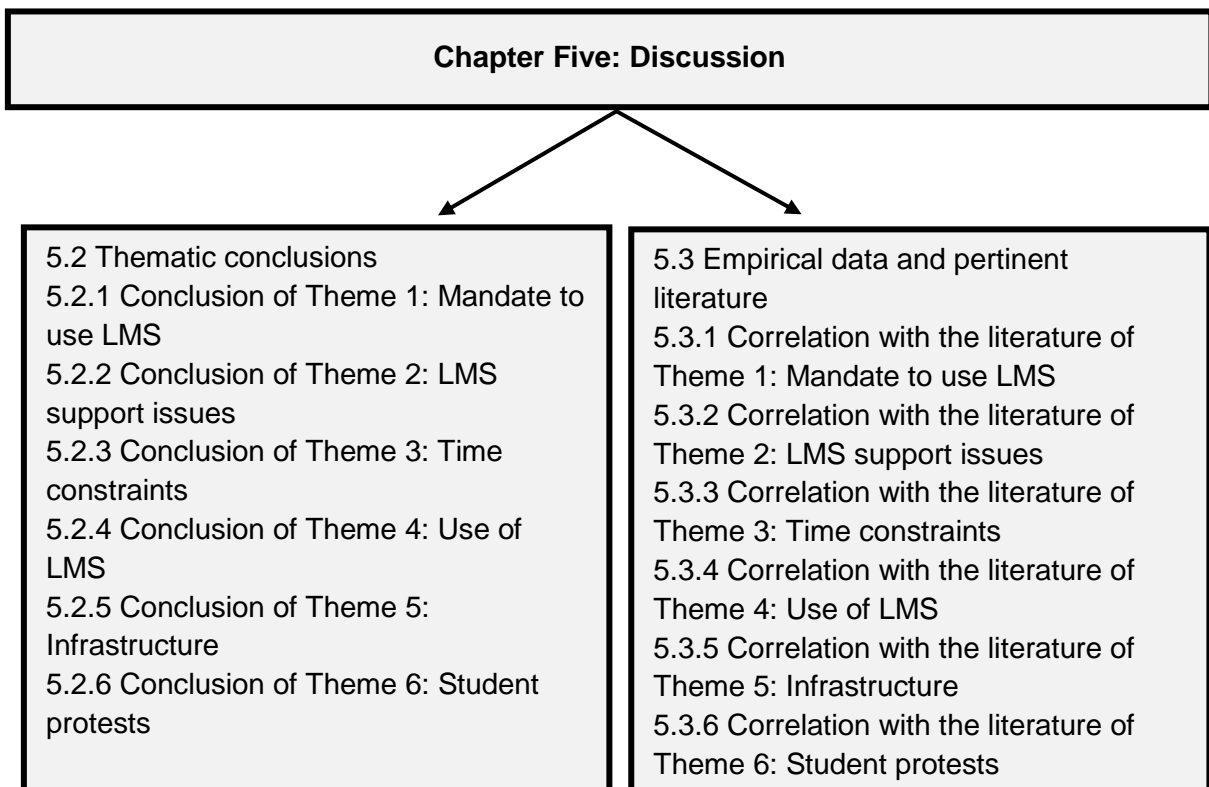 Chapter Five: Discussion
5.2 Thematic conclusions
5.2.1 Conclusion of Theme 1: Mandate to
use LMS
5.2.2 Conclusion of Theme 2: LMS
support issues
5.2.3 Conclusion of Theme 3: Time
constraints
5.2.4 Conclusion of Theme 4: Use of
LMS
5.2.5 Conclusion of Theme 5:
Infrastructure
5.2.6 Conclusion of Theme 6: Student
protests
5.3 Empirical data and pertinent
literature
5.3.1 Correlation with the literature of
Theme 1: Mandate to use LMS
5.3.2 Correlation with the literature of
Theme 2: LMS support issues
5.3.3 Correlation with the literature of
Theme 3: Time constraints
5.3.4 Correlation with the literature of
Theme 4: Use of LMS
5.3.5 Correlation with the literature of
Theme 5: Infrastructure
5.3.6 Correlation with the literature of
Theme 6: Student protests